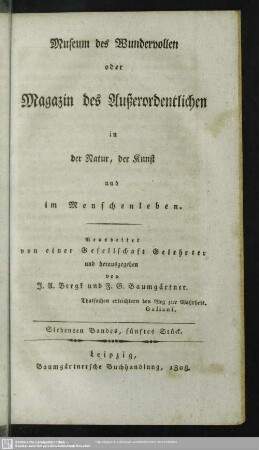 Museum des Wundervollen
oder
Magazin des Außerordentlichen
in
der Natur, der Kunst
und
im Menschenleben.
Bearbeitet
von einer Gesellschaft Gelehrter
und herausgegeben
von
J. A. Bergk und F. G. Baumgärtner.
Thatsachen erleichtern den Weg zur Wahrheit.
Galiani.
Siebenten Bandes, fünftes Stück.
Leipzig,
Baumgärtnersche Buchhandlung, 1808.